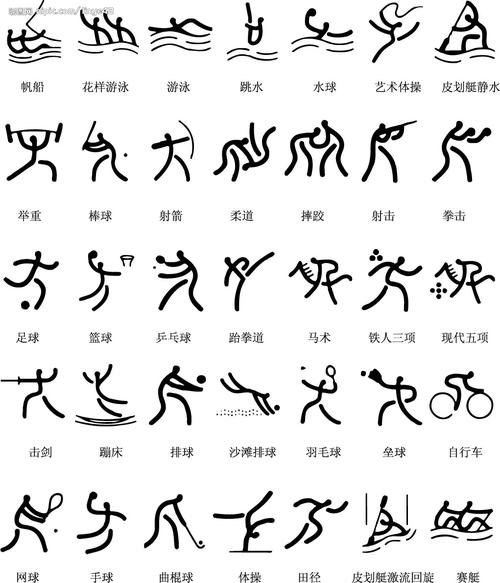 帆船 花样游泳 游泳 跳水 水球 艺术体操 皮划艇静水
举重 棒球 射箭 柔道 摔跤 射击 拳击
足球 篮球 乒乓球 跆拳道 马术 铁人三项 现代五项
击剑 蹦床 排球 沙滩排球 羽毛球 垒球 自行车
网球 手球 曲棍球 体操 田径 皮划艇激流回旋 赛艇